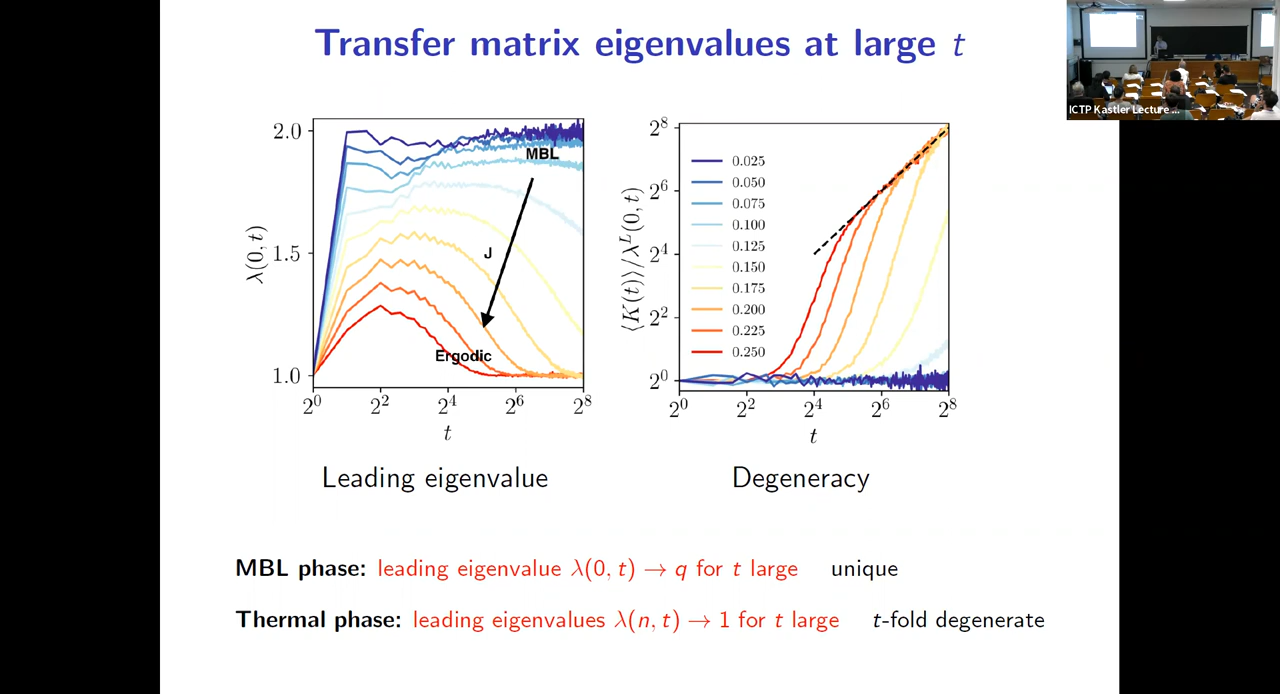 Transfer matrix eigenvalues at large t
ICTP Kastler Lecture ...
λ(0, t)
2.0
1.5
1.0
MBL
J
Ergodic
2⁰ 2² 2⁴ 2⁶ 2⁸
t
⟨K(t)⟩/λᴸ(0, t)
2⁸
2⁶
2⁴
2²
2⁰
0.025
0.050
0.075
0.100
0.125
0.150
0.175
0.200
0.225
0.250
2⁰ 2² 2⁴ 2⁶ 2⁸
t
Leading eigenvalue
Degeneracy
MBL phase: leading eigenvalue λ(0, t) → q for t large unique
Thermal phase: leading eigenvalues λ(n, t) → 1 for t large t-fold degenerate